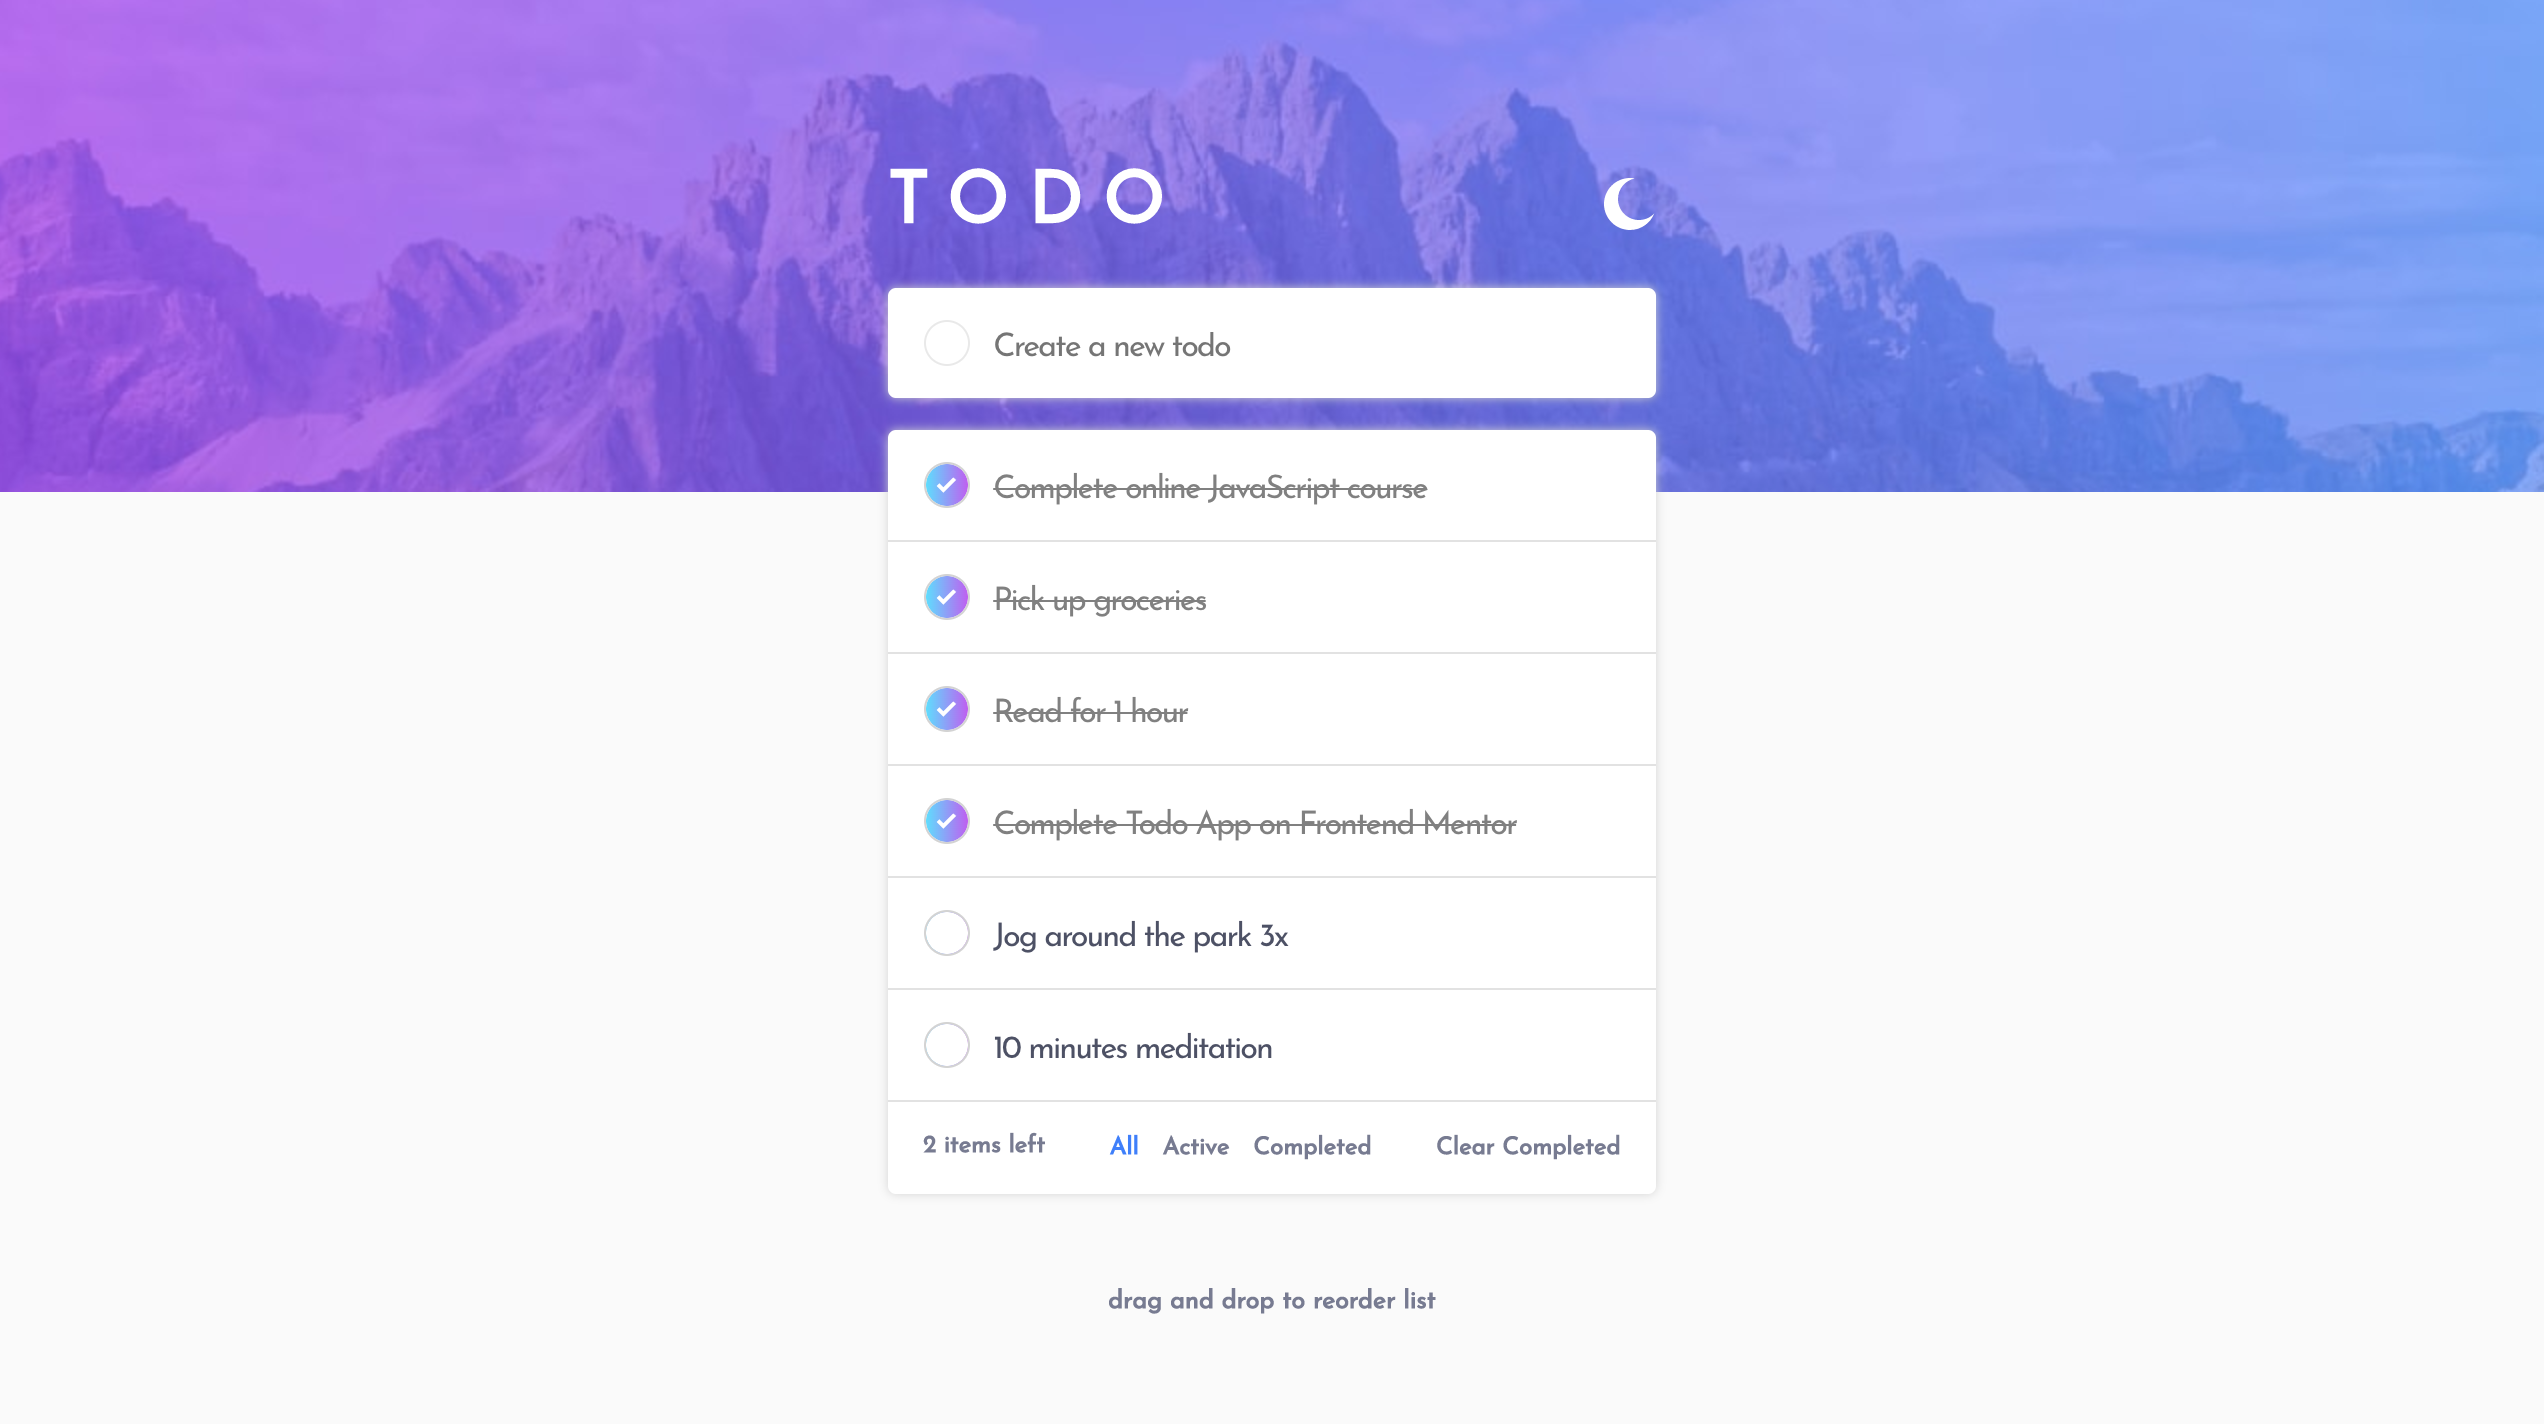 TODO
Create a new todo
Complete online JavaScript course
Pick up groceries
Read for 1 hour
Complete Todo App on Frontend Mentor
Jog around the park 3x
10 minutes meditation
2 items left All Active Completed Clear Completed
drag and drop to reorder list